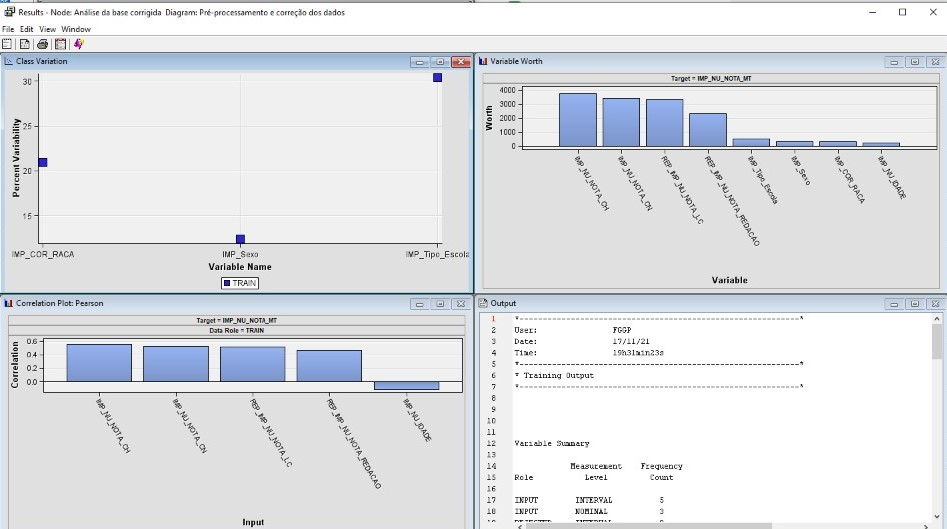 Results - Node: Análise da base corrigida Diagram: Pré-processamento e correção dos dados
File Edit View Window
Class Variation
Percent Variability
30
25
20
15
IMP_COR_RACA IMP_Sexo IMP_Tipo_Escola
Variable Name
TRAIN
Variable Worth
Target = IMP_NU_NOTA_MT
Worth
4000
3000
2000
1000
0
IMP_NU_NOTA_CH
IMP_NU_NOTA_CN
REP_IMP_NU_NOTA_LC
REP_IMP_NU_NOTA_REDACAO
IMP_Tipo_Escola
IMP_Sexo
IMP_COR_RACA
IMP_NU_IDADE
Variable
Correlation Plot: Pearson
Target = IMP_NU_NOTA_MT
Data Role = TRAIN
Correlation
0.6
0.4
0.2
0.0
IMP_NU_NOTA_CH
IMP_NU_NOTA_CN
REP_IMP_NU_NOTA_LC
REP_IMP_NU_NOTA_REDACAO
IMP_NU_IDADE
Input
Output
1 *------------------------------------------------------------*
2 User: FGGP
3 Date: 17/11/21
4 Time: 19h31min23s
5 *------------------------------------------------------------*
6 * Training Output
7 *------------------------------------------------------------*
8
9
10
11
12 Variable Summary
13
14 Measurement Frequency
15 Role Level Count
16
17 INPUT INTERVAL 5
18 INPUT NOMINAL 3